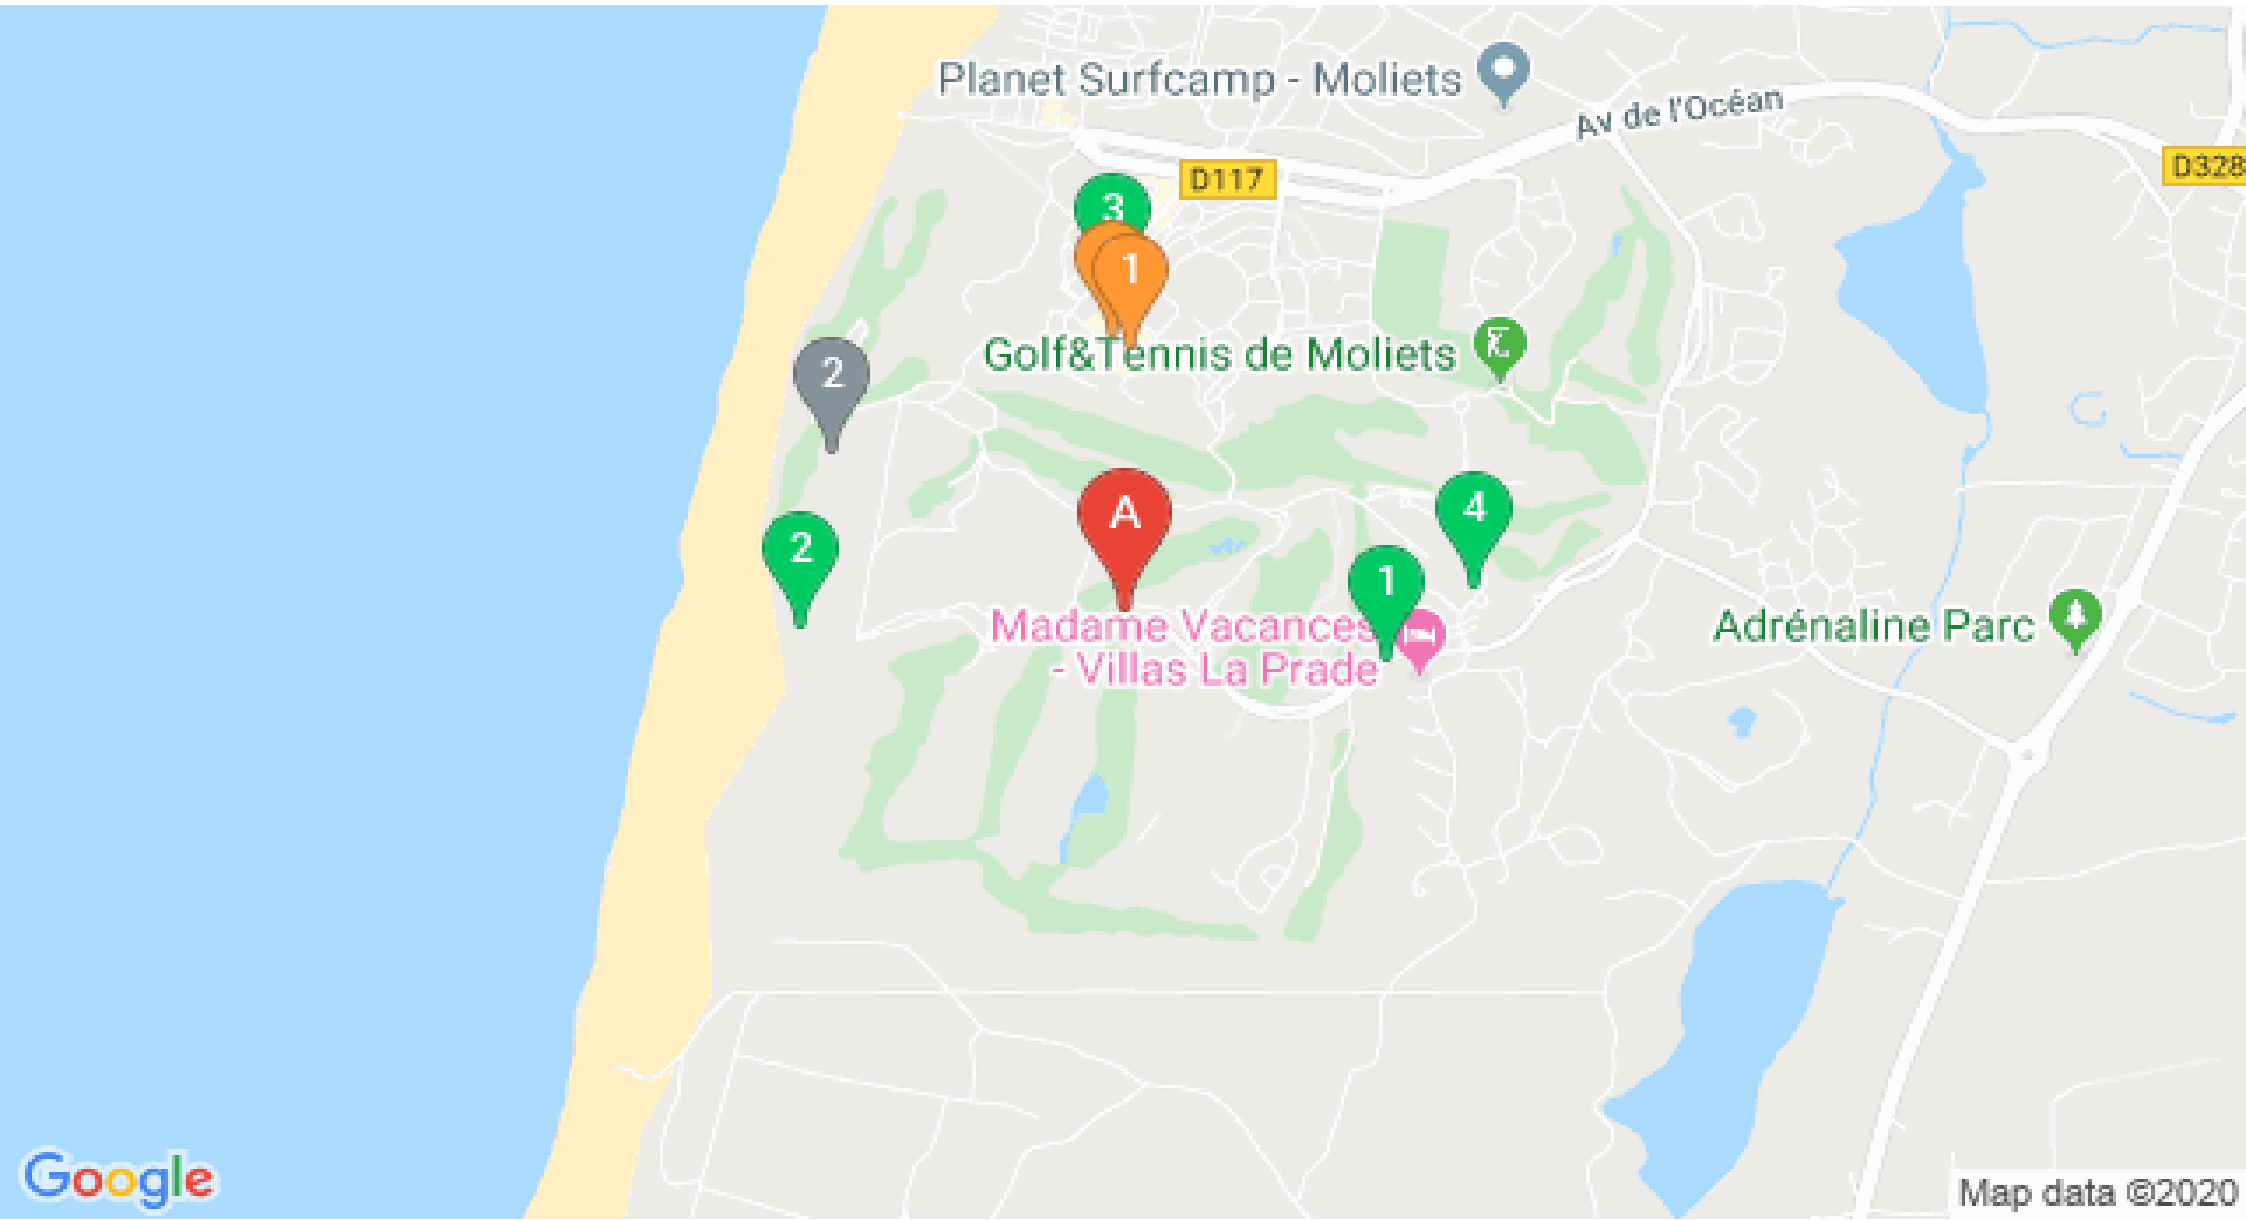 Planet Surfcamp - Moliets
Av de l'Océan
D117
D328
3
1
Golf&Tennis de Moliets
2
A
4
2
1
Madame Vacances
- Villas La Prade
Adrénaline Parc
Google
Map data ©2020